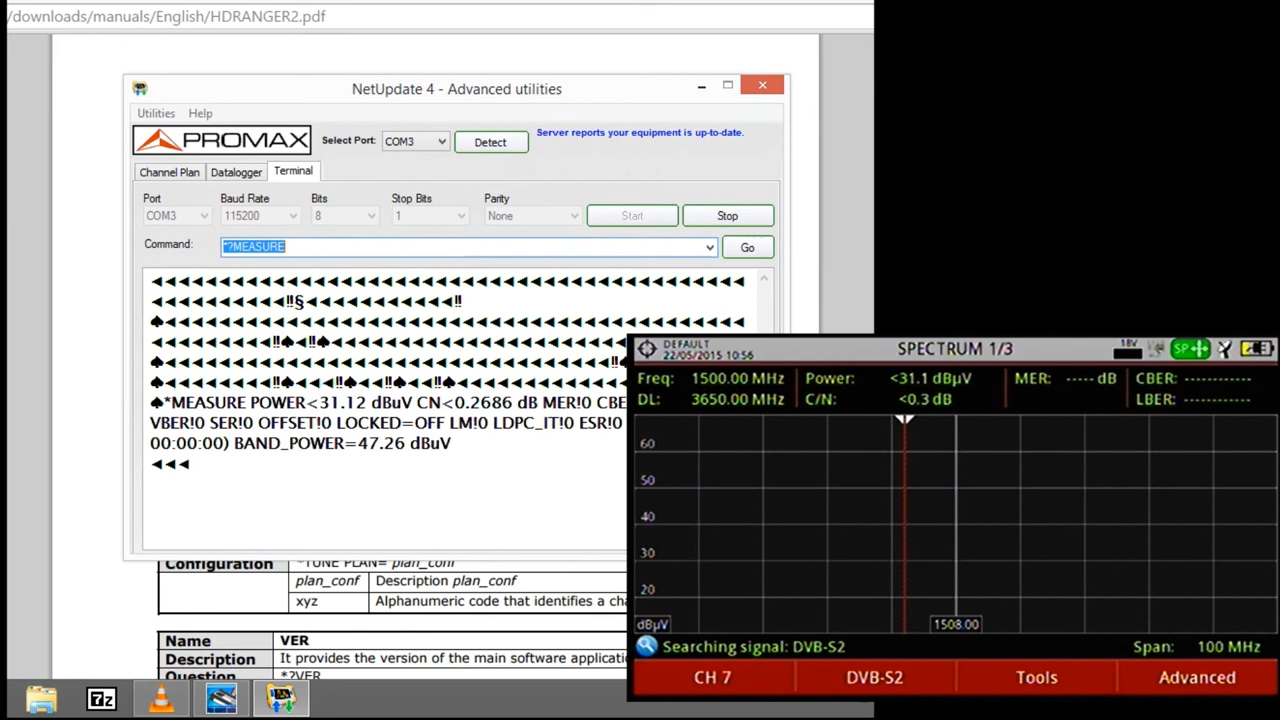 /downloads/manuals/English/HDRANGER2.pdf
NetUpdate 4 - Advanced utilities
Utilities Help
PROMAX Select Port: COM3 Detect Server reports your equipment is up-to-date.
Channel Plan Datalogger Terminal
Port Baud Rate Bits Stop Bits Parity
COM3 115200 8 1 None Start Stop
Command: *?MEASURE Go
◄◄◄◄◄◄◄◄◄◄◄◄◄◄◄◄◄◄◄◄◄◄◄◄◄◄◄◄◄◄◄◄◄◄◄◄◄◄◄◄◄◄◄◄◄◄◄◄
◄◄◄◄◄◄◄◄◄◄◄‼§◄◄◄◄◄◄◄◄◄◄◄◄‼
♠◄◄◄◄◄◄◄◄◄◄◄◄◄◄◄◄◄◄◄◄◄◄◄◄◄◄◄◄◄◄◄◄◄◄◄◄◄◄◄◄◄◄◄◄◄◄◄
◄◄◄◄◄◄◄◄◄◄‼♠◄‼♠◄◄◄◄◄◄◄◄◄◄◄◄◄◄◄◄◄◄◄◄◄◄◄◄
♠◄◄◄◄◄◄◄◄◄◄◄◄◄◄◄◄◄◄◄◄◄◄◄◄◄◄◄◄◄◄◄◄◄◄◄◄‼♠
♠◄◄◄◄◄◄◄◄◄‼♠◄◄◄‼♠◄◄‼♠◄◄‼♠◄◄◄◄◄◄◄◄◄◄◄◄◄◄
♠*MEASURE POWER<31.12 dBuV CN<0.2686 dB MER!0 CBE
VBER!0 SER!0 OFFSET!0 LOCKED=OFF LM!0 LDPC_IT!0 ESR!0
00:00:00) BAND_POWER=47.26 dBuV
◄◄◄
Configuration *TUNE PLAN= plan_conf
plan_conf Description plan_conf
xyz Alphanumeric code that identifies a cha
Name VER
Description It provides the version of the main software applicatio
Question *?VER
DEFAULT
22/05/2015 10:56 SPECTRUM 1/3 18V SP
Freq: 1500.00 MHz Power: <31.1 dBµV MER: ----- dB CBER: -----------
DL: 3650.00 MHz C/N: <0.3 dB LBER: -----------
60
50
40
30
20
dBµV 1508.00
Searching signal: DVB-S2 Span: 100 MHz
CH 7 DVB-S2 Tools Advanced
7z